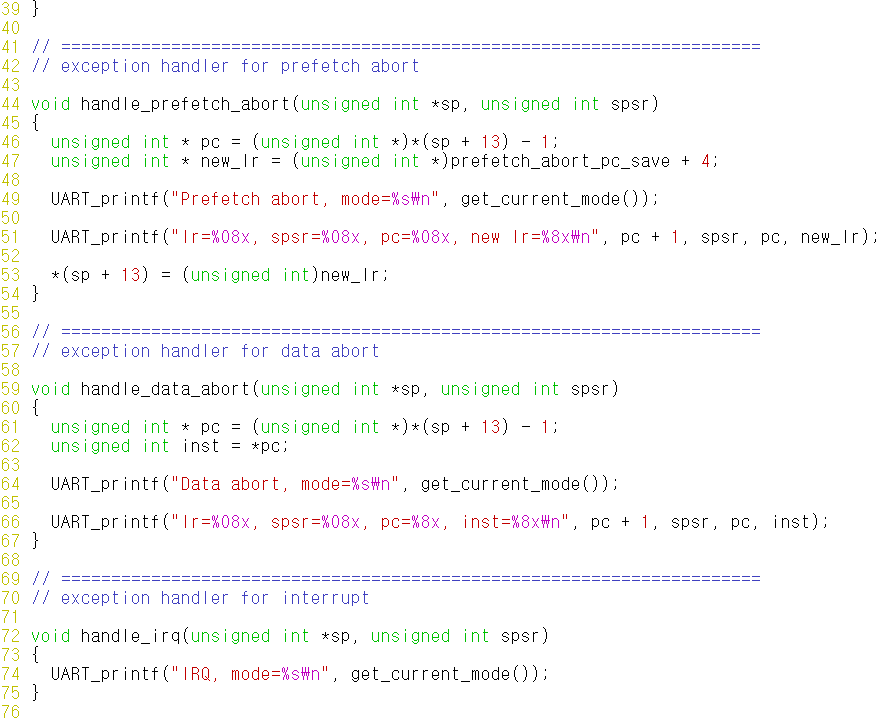 39 }
40
41 // ======================================================================
42 // exception handler for prefetch abort
43
44 void handle_prefetch_abort(unsigned int *sp, unsigned int spsr)
45 {
46   unsigned int * pc = (unsigned int *)*(sp + 13) - 1;
47   unsigned int * new_lr = (unsigned int *)prefetch_abort_pc_save + 4;
48
49   UART_printf("Prefetch abort, mode=%s₩n", get_current_mode());
50
51   UART_printf("lr=%08x, spsr=%08x, pc=%08x, new lr=%8x₩n", pc + 1, spsr, pc, new_lr);
52
53   *(sp + 13) = (unsigned int)new_lr;
54 }
55
56 // ======================================================================
57 // exception handler for data abort
58
59 void handle_data_abort(unsigned int *sp, unsigned int spsr)
60 {
61   unsigned int * pc = (unsigned int *)*(sp + 13) - 1;
62   unsigned int inst = *pc;
63
64   UART_printf("Data abort, mode=%s₩n", get_current_mode());
65
66   UART_printf("lr=%08x, spsr=%08x, pc=%8x, inst=%8x₩n", pc + 1, spsr, pc, inst);
67 }
68
69 // ======================================================================
70 // exception handler for interrupt
71
72 void handle_irq(unsigned int *sp, unsigned int spsr)
73 {
74   UART_printf("IRQ, mode=%s₩n", get_current_mode());
75 }
76